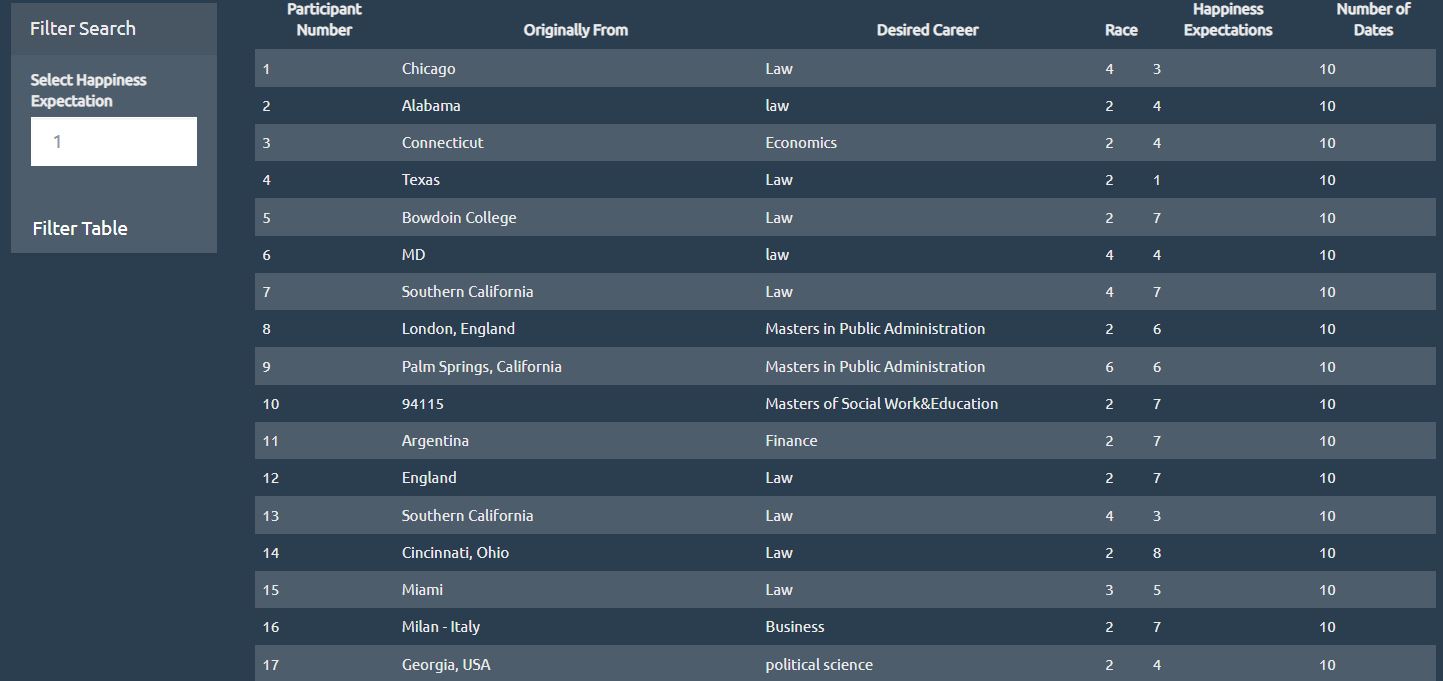 Filter Search
Select Happiness
Expectation
1
Filter Table
Participant Number Originally From Desired Career Race Happiness Expectations Number of Dates
1 Chicago Law 4 3 10
2 Alabama law 2 4 10
3 Connecticut Economics 2 4 10
4 Texas Law 2 1 10
5 Bowdoin College Law 2 7 10
6 MD law 4 4 10
7 Southern California Law 4 7 10
8 London, England Masters in Public Administration 2 6 10
9 Palm Springs, California Masters in Public Administration 6 6 10
10 94115 Masters of Social Work&Education 2 7 10
11 Argentina Finance 2 7 10
12 England Law 2 7 10
13 Southern California Law 4 3 10
14 Cincinnati, Ohio Law 2 8 10
15 Miami Law 3 5 10
16 Milan - Italy Business 2 7 10
17 Georgia, USA political science 2 4 10